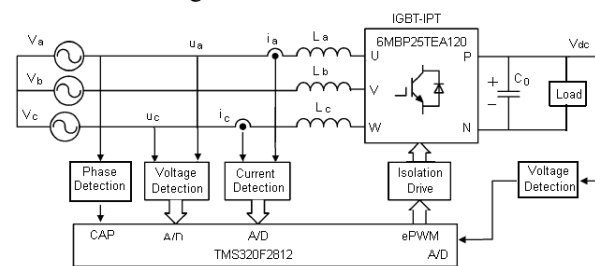 IGBT-IPT
6MBP25TEA120
Va
ua
ia
La
U
P
Vdc
Vb
Lb
V
+
C0
Load
−
Vc
uc
ic
Lc
W
N
Phase
Detection
Voltage
Detection
Current
Detection
Isolation
Drive
Voltage
Detection
CAP
A/D
A/D
ePWM
A/D
TMS320F2812